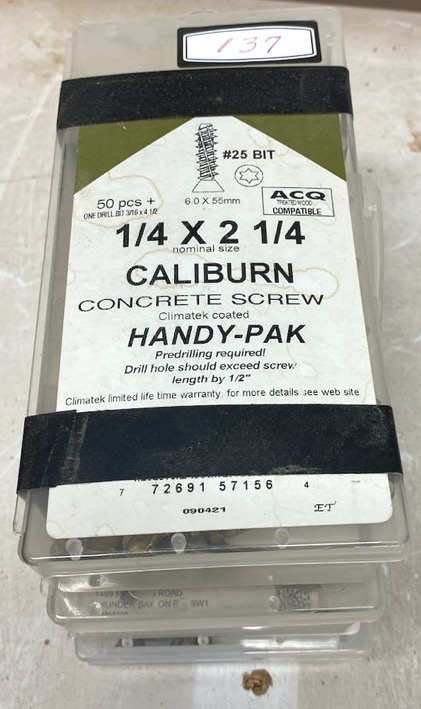 137
#25 BIT
50 pcs +
ONE DRILL BIT 3/16 x 4 1/2
6.0 X 55mm
ACQ
TREATED WOOD
COMPATIBLE
1/4 X 2 1/4
nominal size
CALIBURN
CONCRETE SCREW
Climatek coated
HANDY-PAK
Predrilling required!
Drill hole should exceed screw
length by 1/2"
Climatek limited life time warranty, for more details see web site
7 72691 57156 4
090421 ET
ROAD
THUNDER BAY, ON